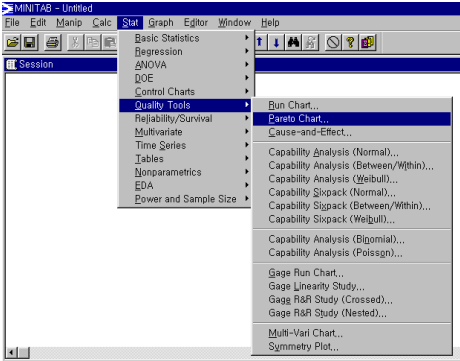 MINITAB - Untitled
File Edit Manip Calc Stat Graph Editor Window Help
Session
Basic Statistics
Regression
ANOVA
DOE
Control Charts
Quality Tools
Reliability/Survival
Multivariate
Time Series
Tables
Nonparametrics
EDA
Power and Sample Size
Run Chart,,,
Pareto Chart,,,
Cause-and-Effect,,,
Capability Analysis (Normal),,,
Capability Analysis (Between/Within),,,
Capability Analysis (Weibull),,,
Capability Sixpack (Normal),,,
Capability Sixpack (Between/Within),,,
Capability Sixpack (Weibull),,,
Capability Analysis (Binomial),,,
Capability Analysis (Poisson),,,
Gage Run Chart,,,
Gage Linearity Study,,,
Gage R&R Study (Crossed),,,
Gage R&R Study (Nested),,,
Multi-Vari Chart,,,
Symmetry Plot,,,